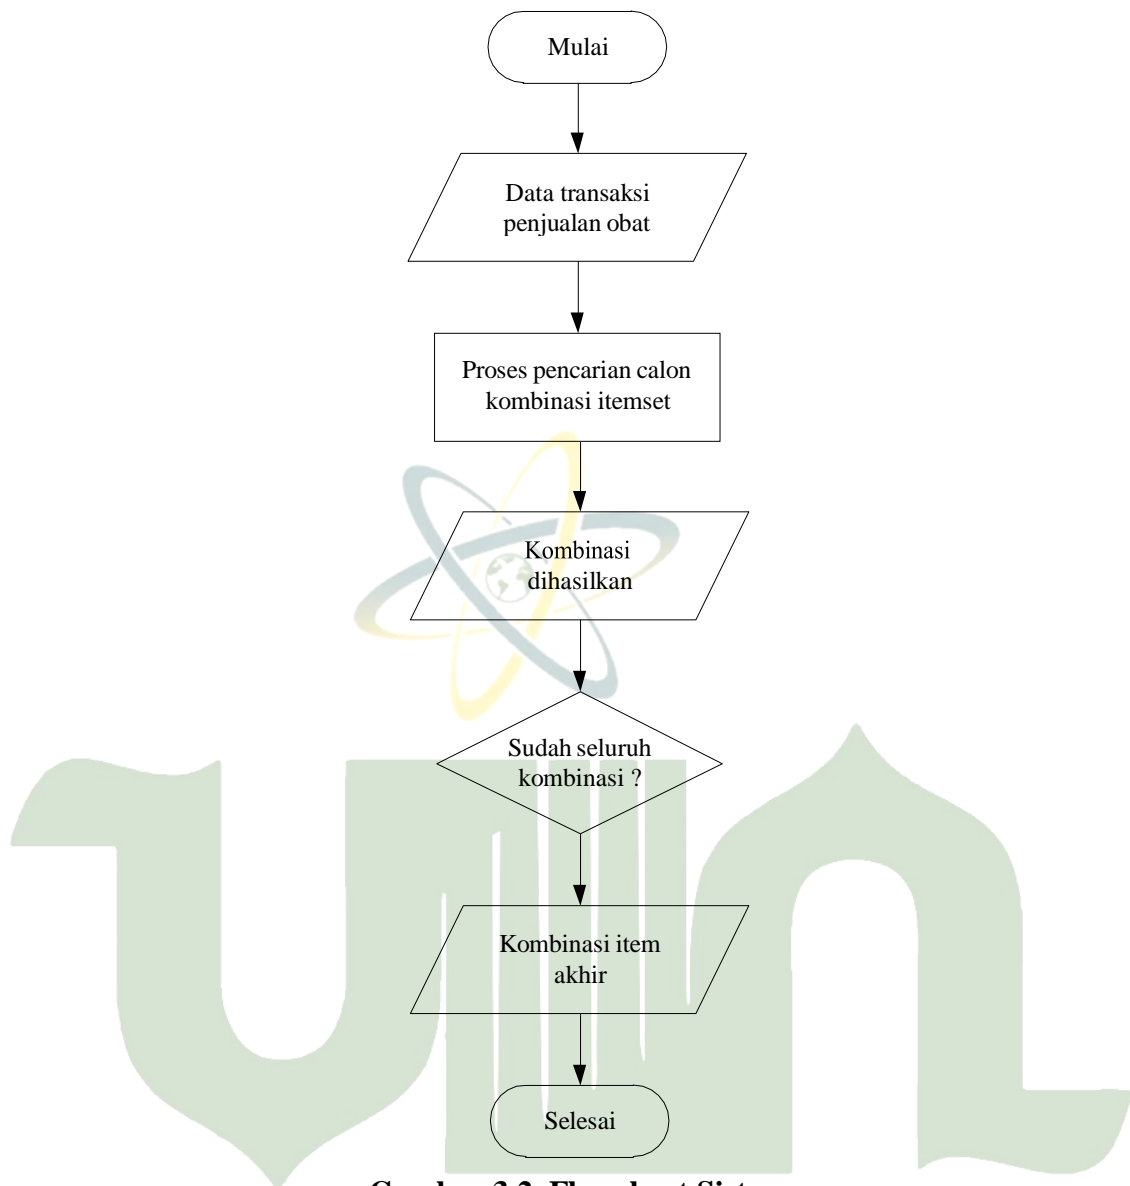 Mulai
Data transaksi
penjualan obat
Proses pencarian calon
kombinasi itemset
Kombinasi
dihasilkan
Sudah seluruh
kombinasi ?
Kombinasi item
akhir
Selesai